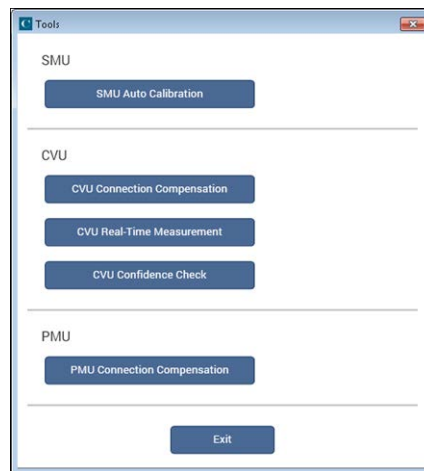 Tools
SMU
SMU Auto Calibration
CVU
CVU Connection Compensation
CVU Real-Time Measurement
CVU Confidence Check
PMU
PMU Connection Compensation
Exit